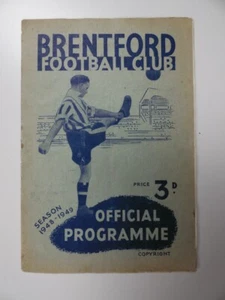 BRENTFORD
FOOTBALL CLUB
PRICE 3D
SEASON
1948-1949
OFFICIAL
PROGRAMME
COPYRIGHT